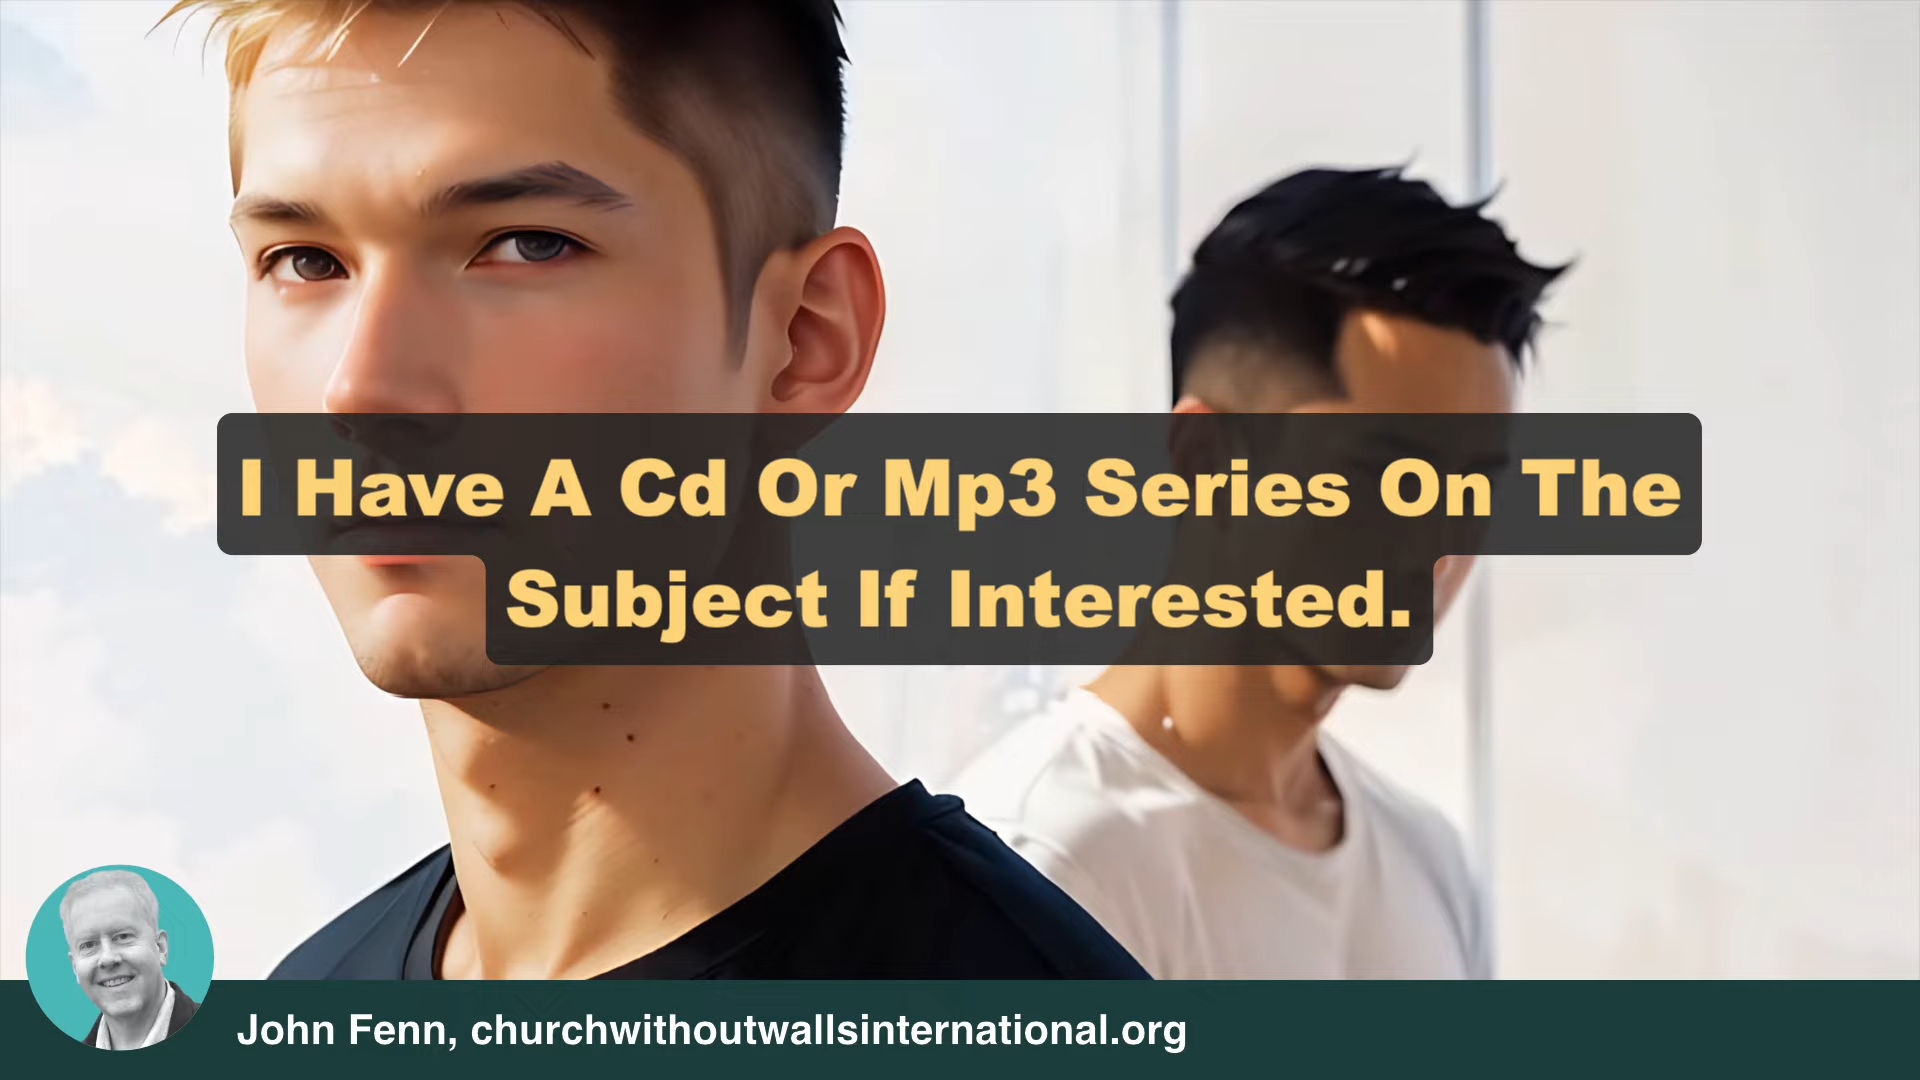 I Have A Cd Or Mp3 Series On The
Subject If Interested.
John Fenn, churchwithoutwallsinternational.org